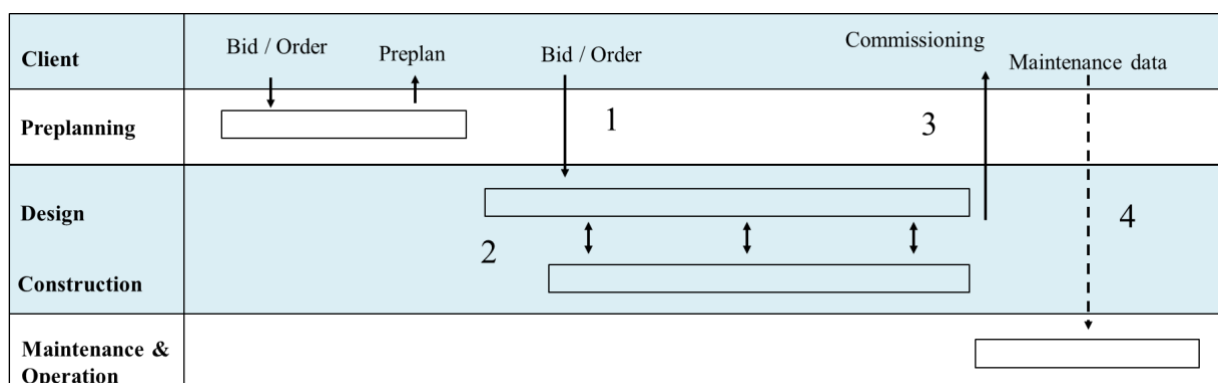 Client
Bid / Order
Preplan
Bid / Order
Commissioning
Maintenance data
Preplanning
1
3
Design
2
4
Construction
Maintenance &
Operation